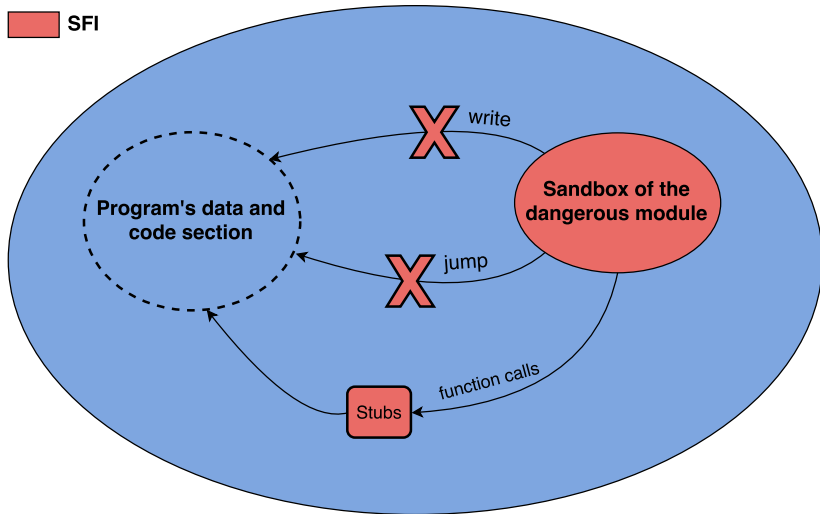 SFI
write
Program's data and
code section
Sandbox of the
dangerous module
jump
function calls
Stubs